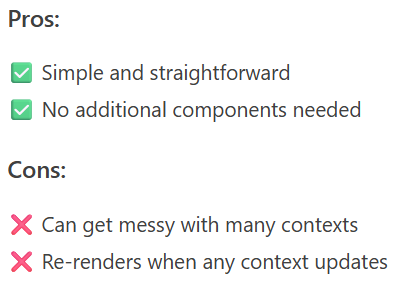 Pros:
✅ Simple and straightforward
✅ No additional components needed
Cons:
❌ Can get messy with many contexts
❌ Re-renders when any context updates